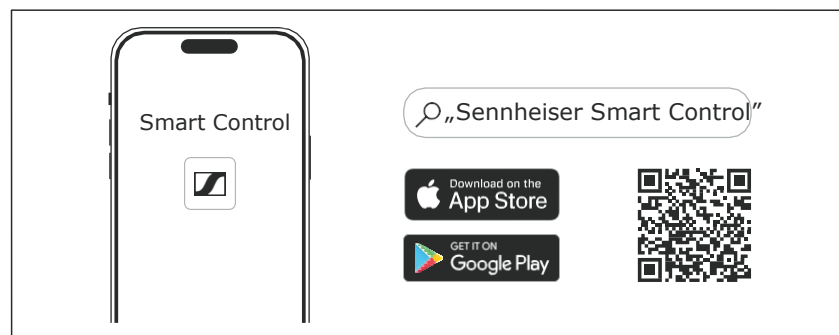 Smart Control
„Sennheiser Smart Control”
Download on the
App Store
GET IT ON
Google Play